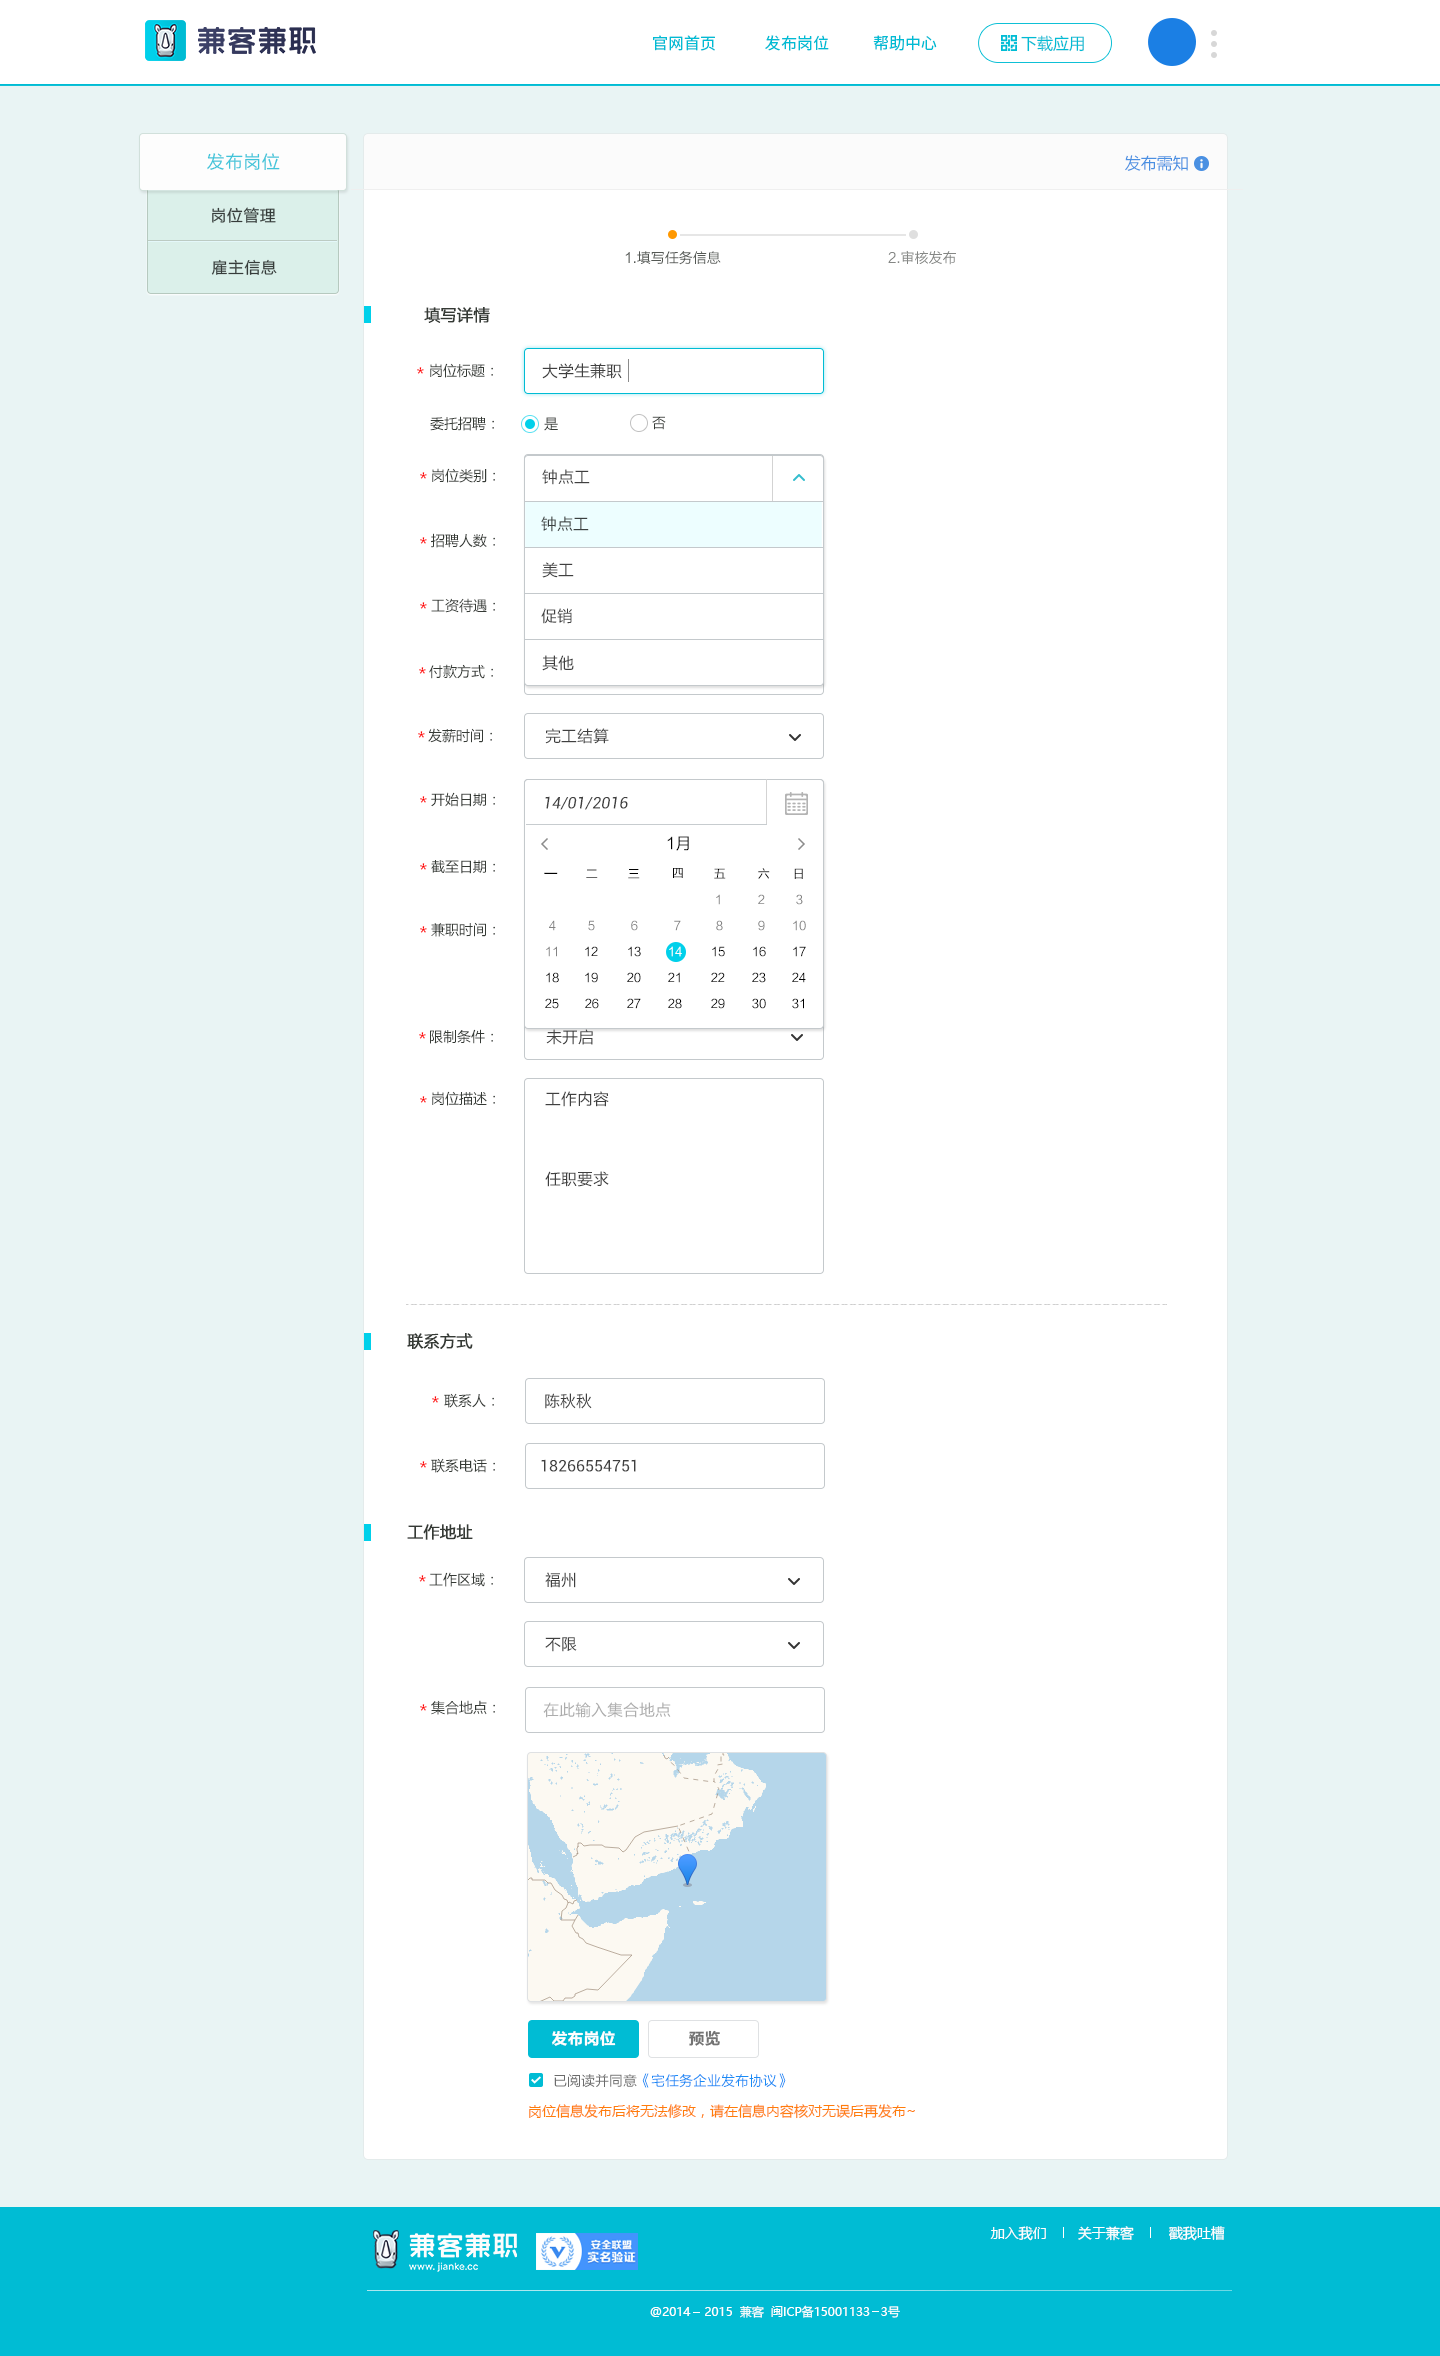 兼客兼职
官网首页 发布岗位 帮助中心 下载应用
发布岗位
岗位管理
雇主信息
发布需知
1.填写任务信息 2.审核发布
填写详情
* 岗位标题： 大学生兼职
委托招聘： 是 否
* 岗位类别： 钟点工
钟点工
* 招聘人数：
美工
* 工资待遇：
促销
其他
* 付款方式：
* 发薪时间： 完工结算
* 开始日期： 14/01/2016
1月
* 截至日期：
一 二 三 四 五 六 日
1 2 3
4 5 6 7 8 9 10
* 兼职时间：
11 12 13 14 15 16 17
18 19 20 21 22 23 24
25 26 27 28 29 30 31
* 限制条件： 未开启
* 岗位描述： 工作内容
任职要求
联系方式
* 联系人： 陈秋秋
* 联系电话： 18266554751
工作地址
* 工作区域： 福州
不限
* 集合地点： 在此输入集合地点
发布岗位 预览
已阅读并同意《宅任务企业发布协议》
岗位信息发布后将无法修改，请在信息内容核对无误后再发布~
兼客兼职
www.jianke.cc
安全联盟
实名验证
加入我们 | 关于兼客 | 戳我吐槽
@2014－2015 兼客 闽ICP备15001133－3号